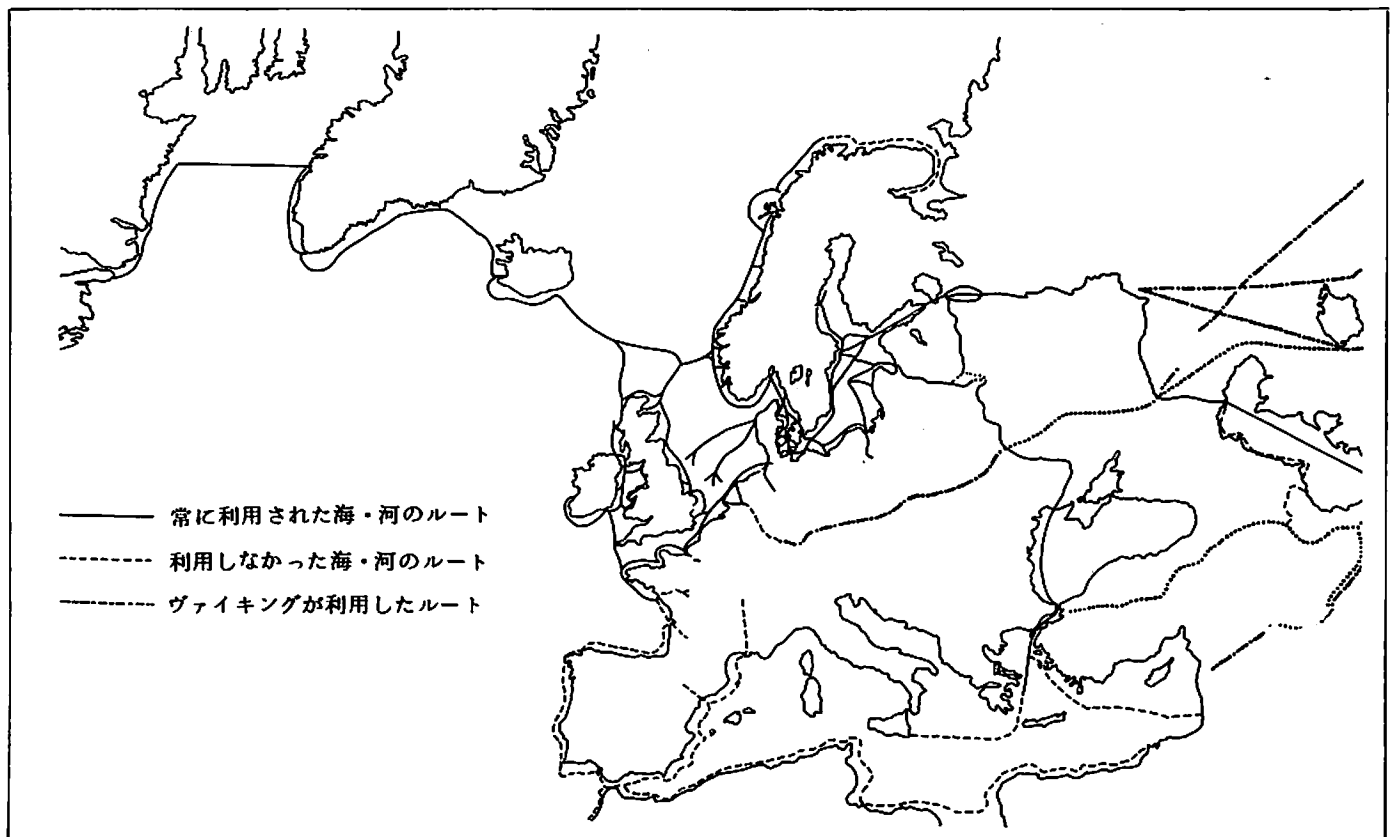 常に利用された海・河のルート
利用しなかった海・河のルート
ヴァイキングが利用したルート